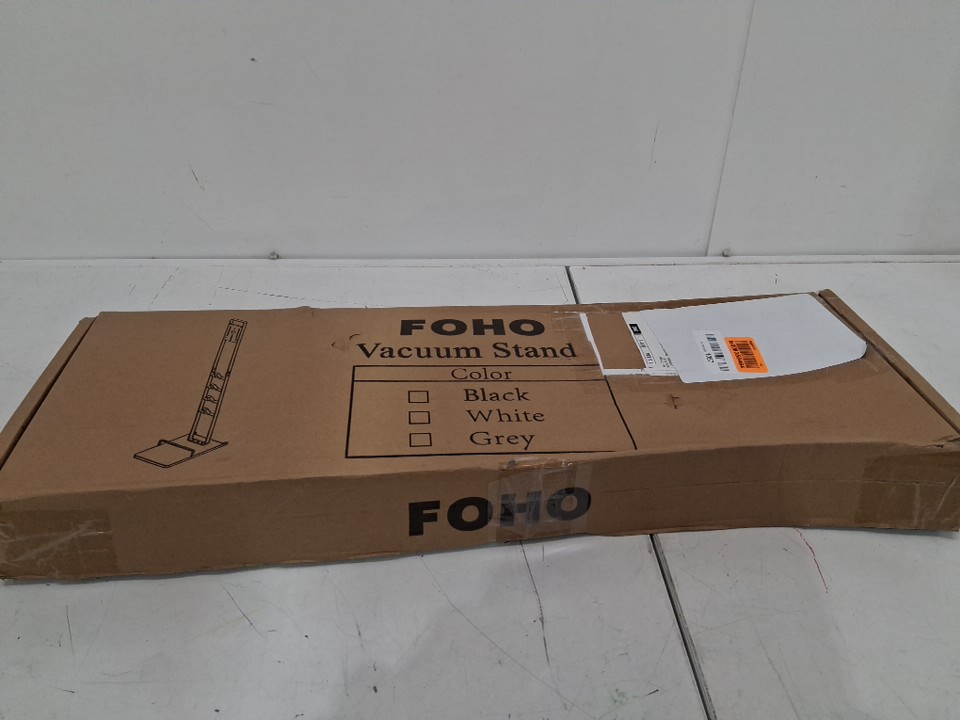 FOHO
Vacuum Stand
Color
Black
White
Grey
FOHO